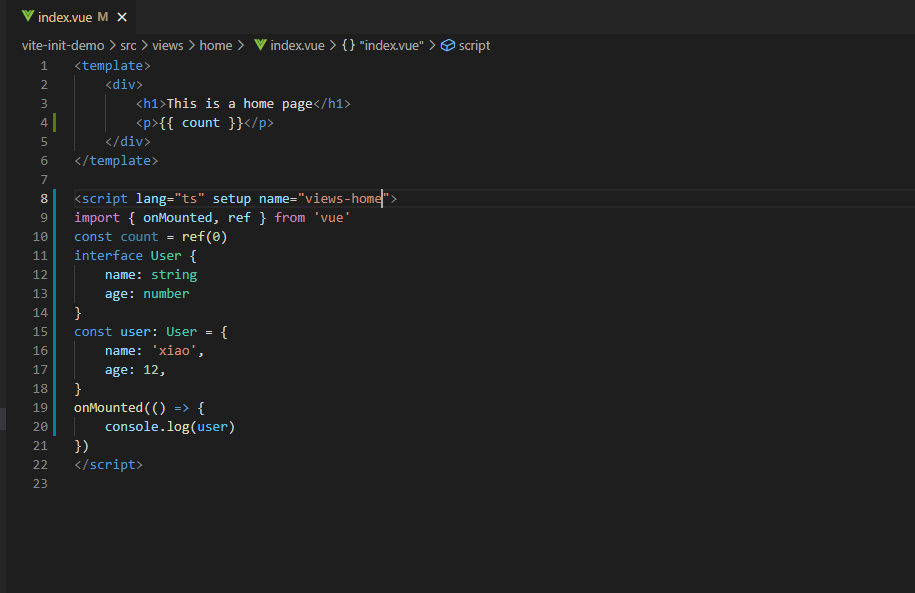 index.vue M ×
vite-init-demo > src > views > home > index.vue > {} "index.vue" > script
1 <template>
2 <div>
3 <h1>This is a home page</h1>
4 <p>{{ count }}</p>
5 </div>
6 </template>
7
8 <script lang="ts" setup name="views-home">
9 import { onMounted, ref } from 'vue'
10 const count = ref(0)
11 interface User {
12 name: string
13 age: number
14 }
15 const user: User = {
16 name: 'xiao',
17 age: 12,
18 }
19 onMounted(() => {
20 console.log(user)
21 })
22 </script>
23